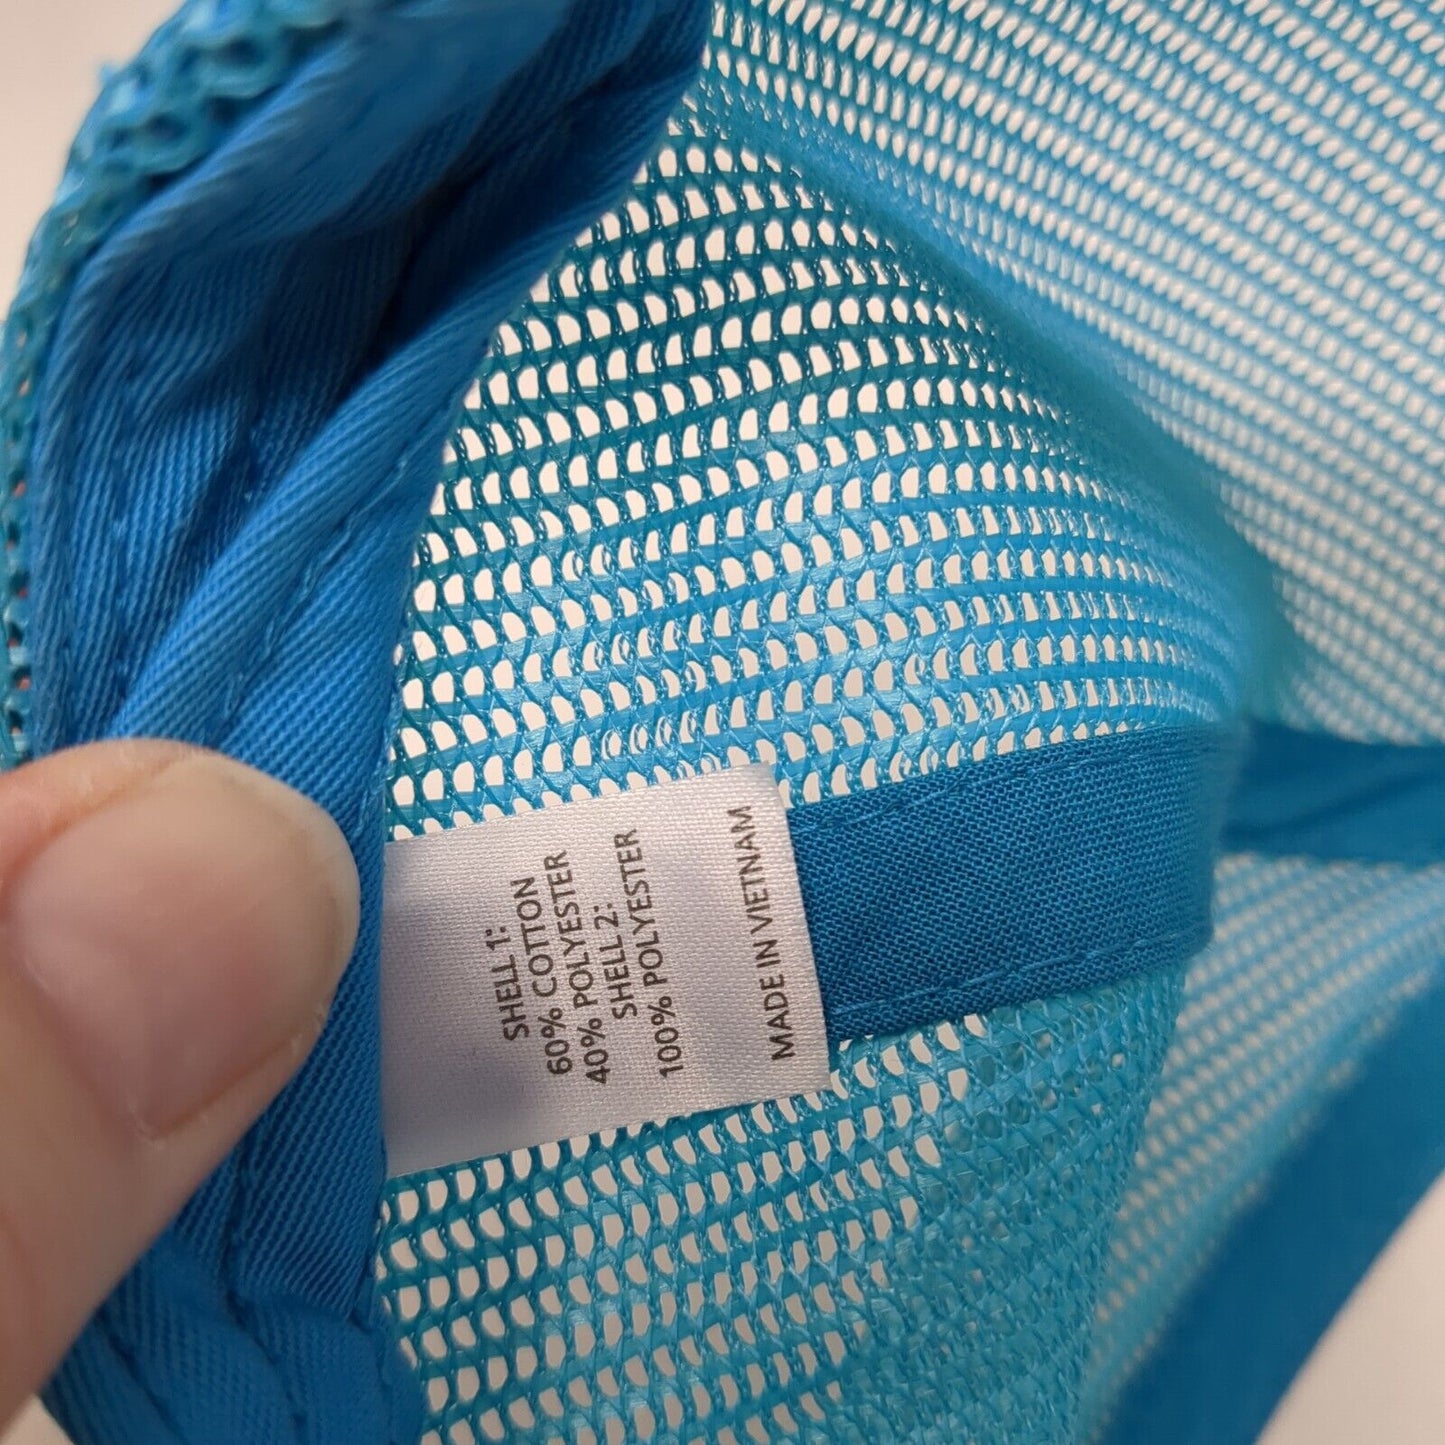 SHELL 1:
60% COTTON
40% POLYESTER
SHELL 2:
100% POLYESTER
MADE IN VIETNAM